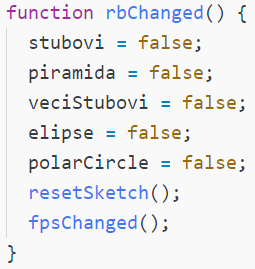 function rbChanged() {
  stubovi = false;
  piramida = false;
  veciStubovi = false;
  elipse = false;
  polarCircle = false;
  resetSketch();
  fpsChanged();
}